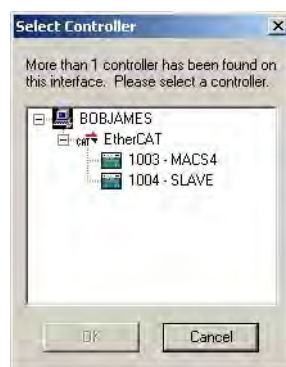 Select Controller
More than 1 controller has been found on
this interface. Please select a controller.
BOBJAMES
CAT EtherCAT
1003 - MACS4
1004 - SLAVE
OK
Cancel